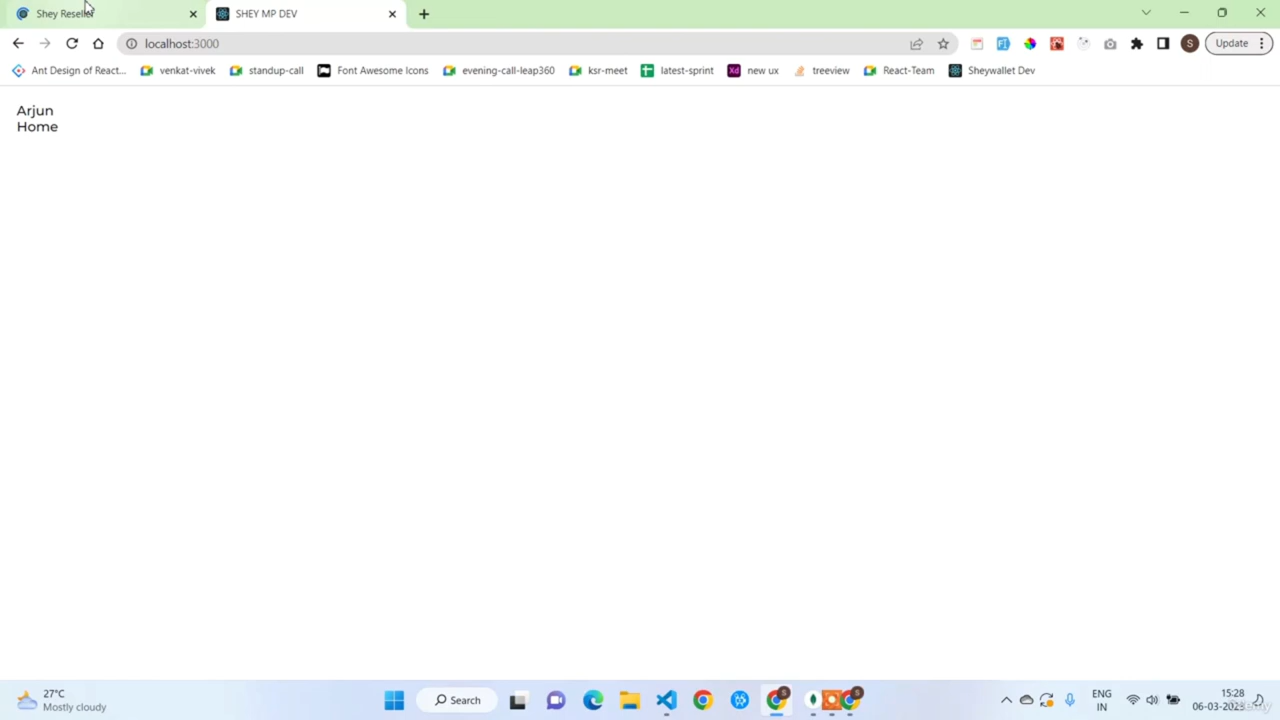 Shey Reseller
SHEY MP DEV
localhost:3000
Update
Ant Design of React...
venkat-vivek
standup-call
Font Awesome Icons
evening-call-leap360
ksr-meet
latest-sprint
new ux
treeview
React-Team
Sheywallet Dev
Arjun
Home
27°C
Mostly cloudy
Search
ENG
IN
15:28
06-03-2023